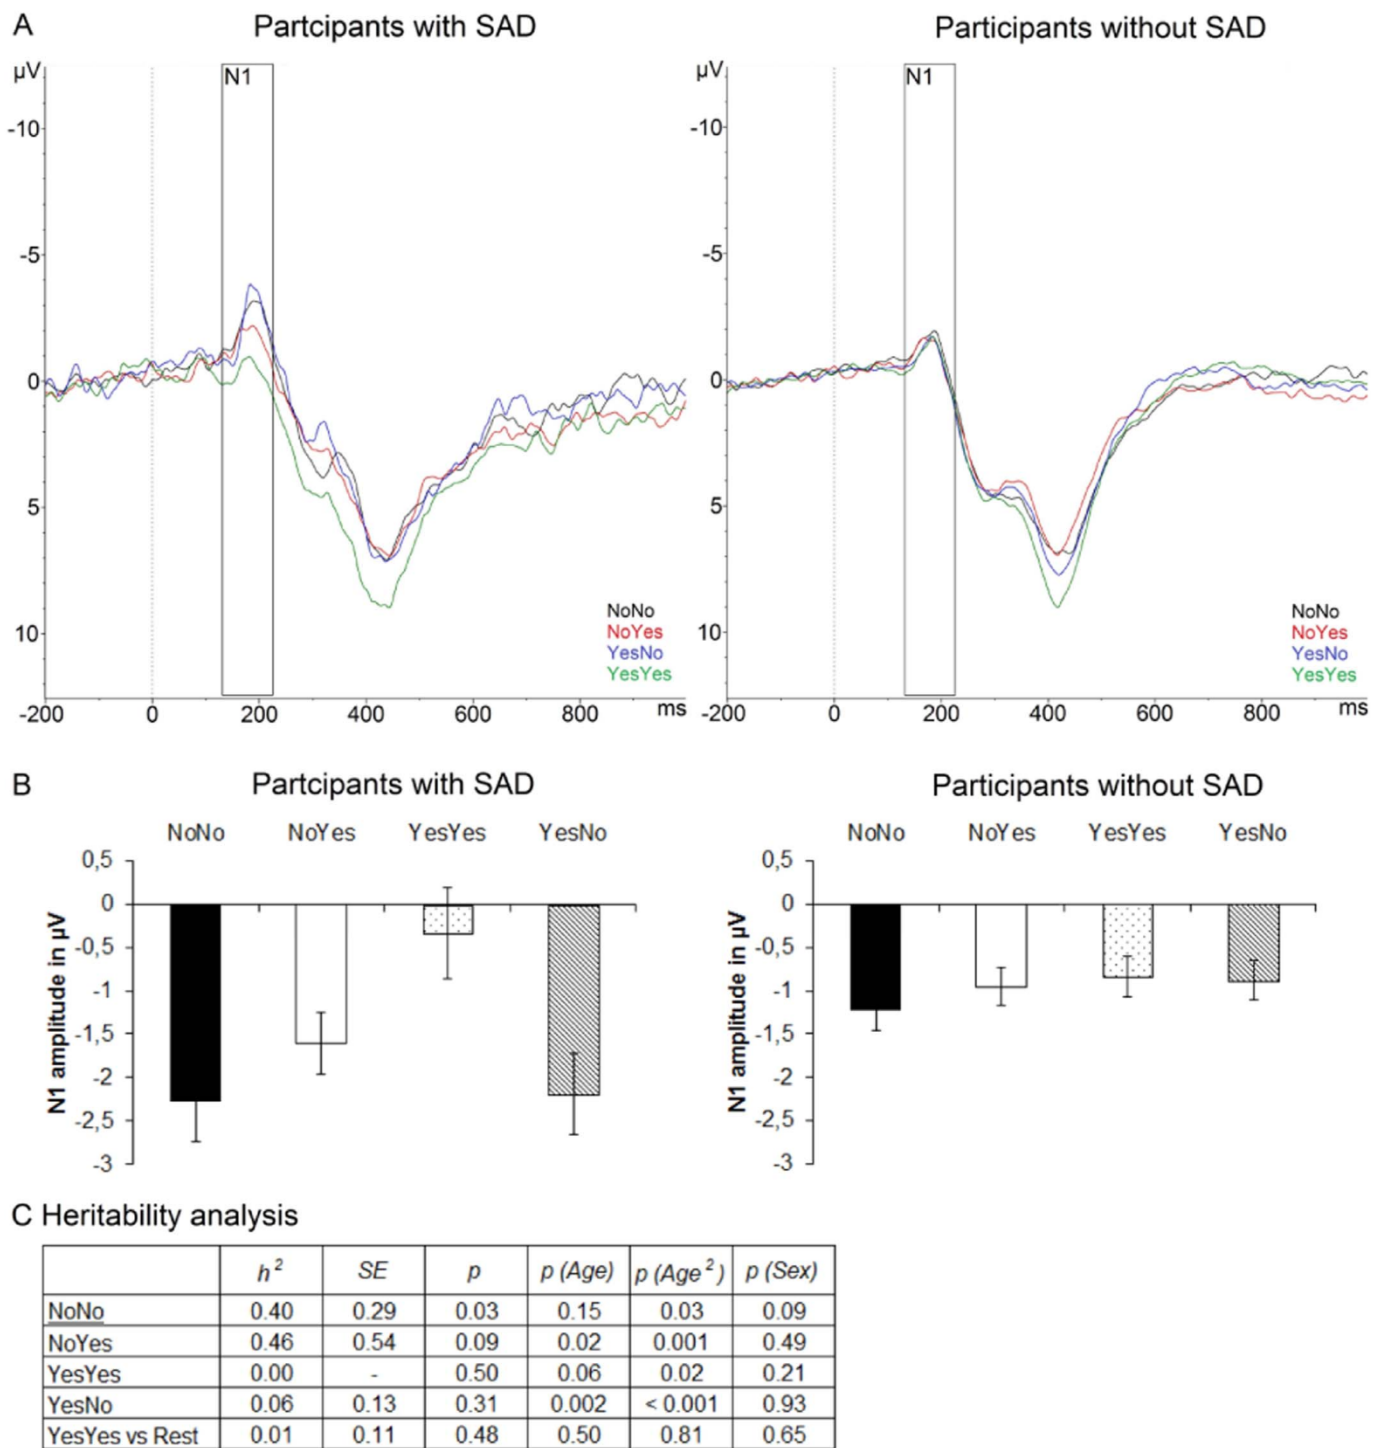 A
Partcipants with SAD
Participants without SAD
µV
N1
-10
-5
0
5
10
NoNo
NoYes
YesNo
YesYes
-200 0 200 400 600 800 ms
µV
N1
-10
-5
0
5
10
NoNo
NoYes
YesNo
YesYes
-200 0 200 400 600 800 ms
B
Partcipants with SAD
Participants without SAD
NoNo NoYes YesYes YesNo
N1 amplitude in µV
0,5
0
-0,5
-1
-1,5
-2
-2,5
-3
NoNo NoYes YesYes YesNo
N1 amplitude in µV
0,5
0
-0,5
-1
-1,5
-2
-2,5
-3
C Heritability analysis
h² SE p p (Age) p (Age²) p (Sex)
NoNo 0.40 0.29 0.03 0.15 0.03 0.09
NoYes 0.46 0.54 0.09 0.02 0.001 0.49
YesYes 0.00 - 0.50 0.06 0.02 0.21
YesNo 0.06 0.13 0.31 0.002 < 0.001 0.93
YesYes vs Rest 0.01 0.11 0.48 0.50 0.81 0.65